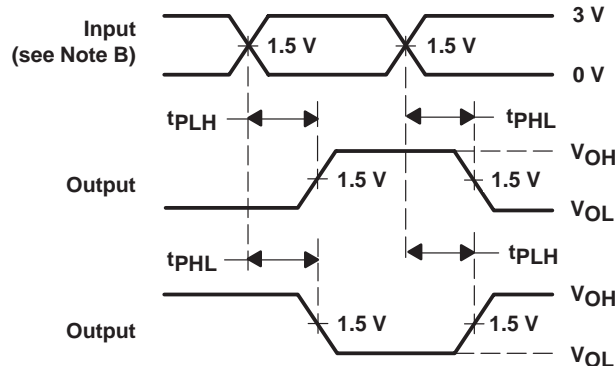 Input
(see Note B)
1.5 V
1.5 V
3 V
0 V
tPLH
tPHL
Output
1.5 V
1.5 V
VOH
VOL
tPHL
tPLH
Output
1.5 V
1.5 V
VOH
VOL